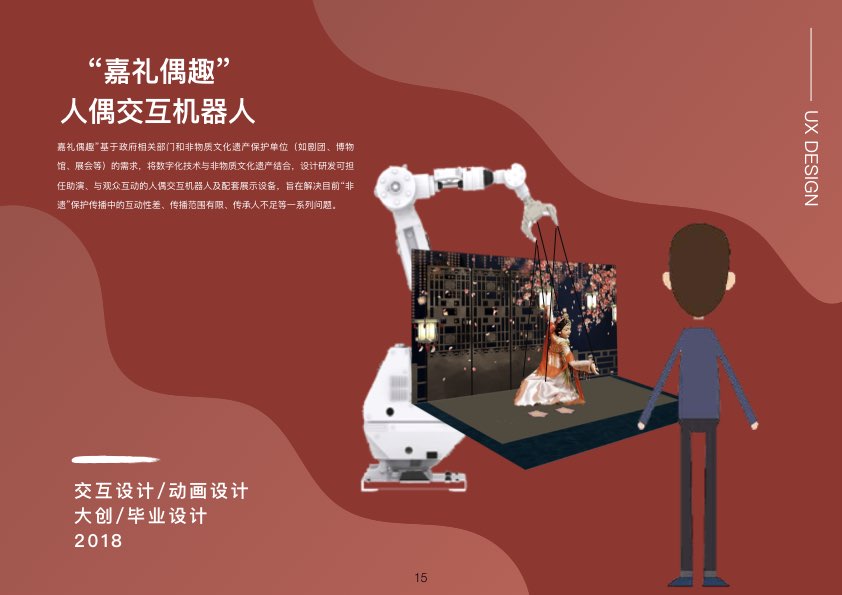 “嘉礼偶趣”
人偶交互机器人
嘉礼偶趣”基于政府相关部门和非物质文化遗产保护单位（如剧团、博物
馆、展会等）的需求，将数字化技术与非物质文化遗产结合，设计研发可担
任助演、与观众互动的人偶交互机器人及配套展示设备，旨在解决目前“非
遗”保护传播中的互动性差、传播范围有限、传承人不足等一系列问题。
UX DESIGN
交互设计/动画设计
大创/毕业设计
2018
15